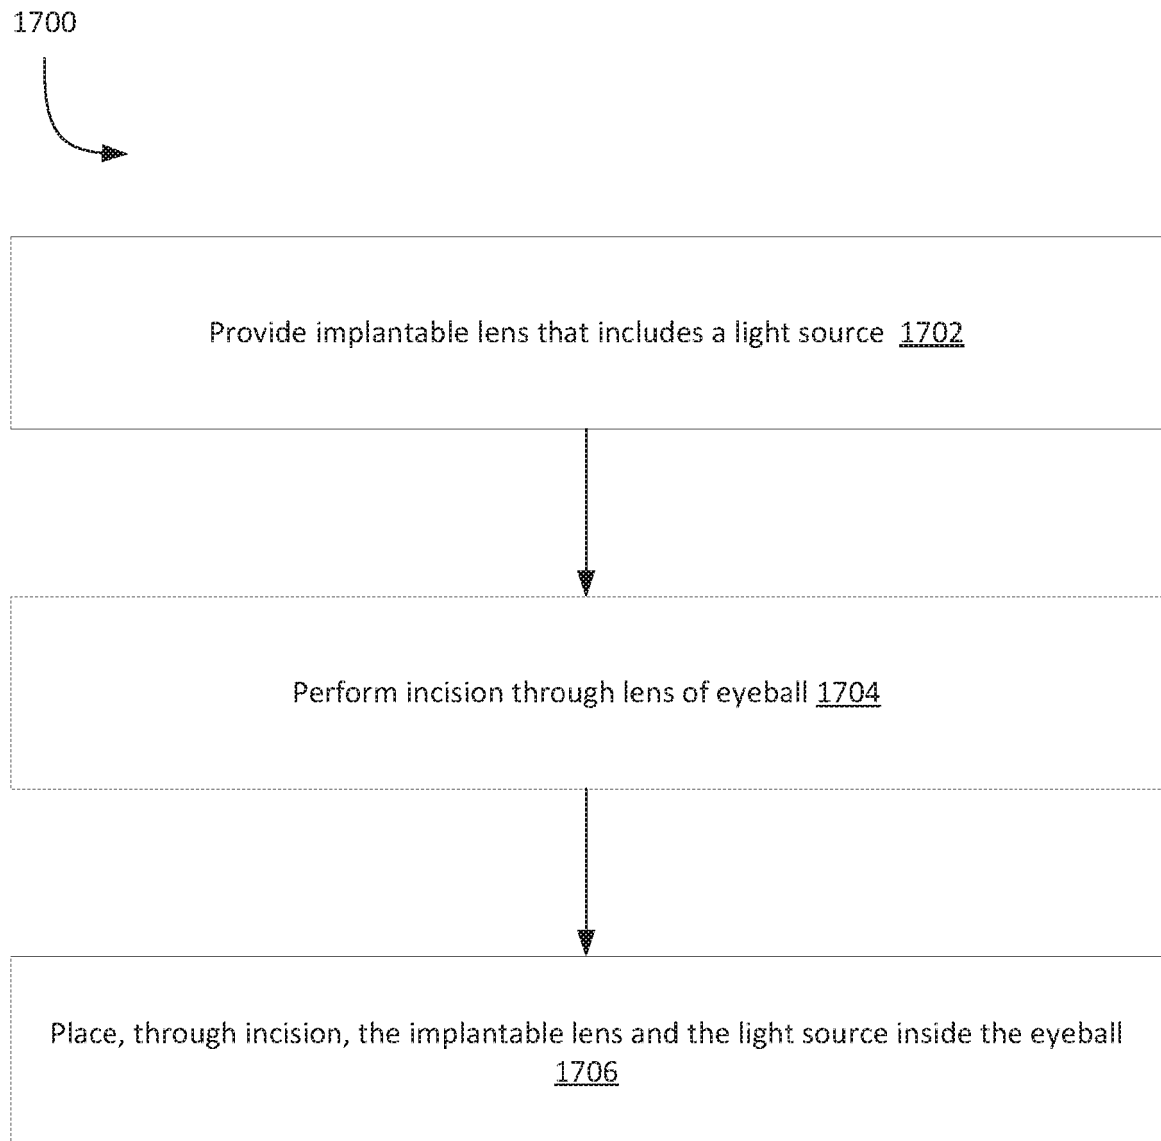 1700
Provide implantable lens that includes a light source 1702
Perform incision through lens of eyeball 1704
Place, through incision, the implantable lens and the light source inside the eyeball
1706